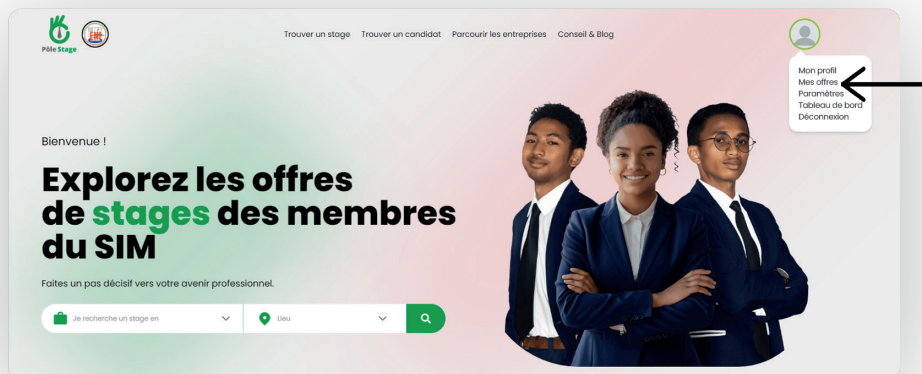 Pôle Stage
Trouver un stage Trouver un candidat Parcourir les entreprises Conseil & Blog
Mon profil
Mes offres
Paramètres
Tableau de bord
Déconnexion
Bienvenue !
Explorez les offres
de stages des membres
du SIM
Faites un pas décisif vers votre avenir professionnel.
Je recherche un stage en
Lieu